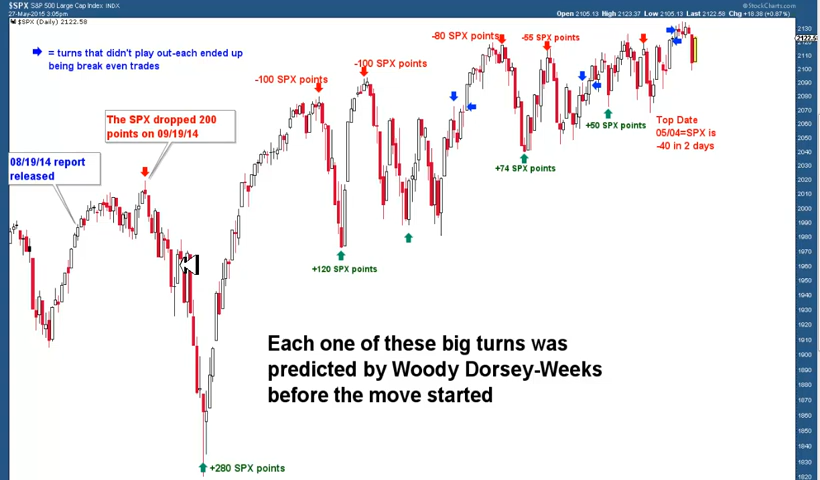 $SPX S&P 500 Large Cap Index INDX
© StockCharts.com
27-May-2015 3:05pm
Open 2105.13 High 2123.37 Low 2105.13 Last 2122.58 Chg +18.38 (+0.87%)
$SPX (Daily) 2122.58
= turns that didn't play out-each ended up
being break even trades
-80 SPX points
-55 SPX points
-100 SPX points
-100 SPX points
The SPX dropped 200
points on 09/19/14
08/19/14 report
released
+50 SPX points
Top Date
05/04=SPX is
-40 in 2 days
+74 SPX points
+120 SPX points
Each one of these big turns was
predicted by Woody Dorsey-Weeks
before the move started
+280 SPX points
2130
2122.58
2120
2110
2100
2090
2080
2070
2060
2050
2040
2030
2020
2010
2000
1990
1980
1970
1960
1950
1940
1930
1920
1910
1900
1890
1880
1870
1860
1850
1840
1830
1820